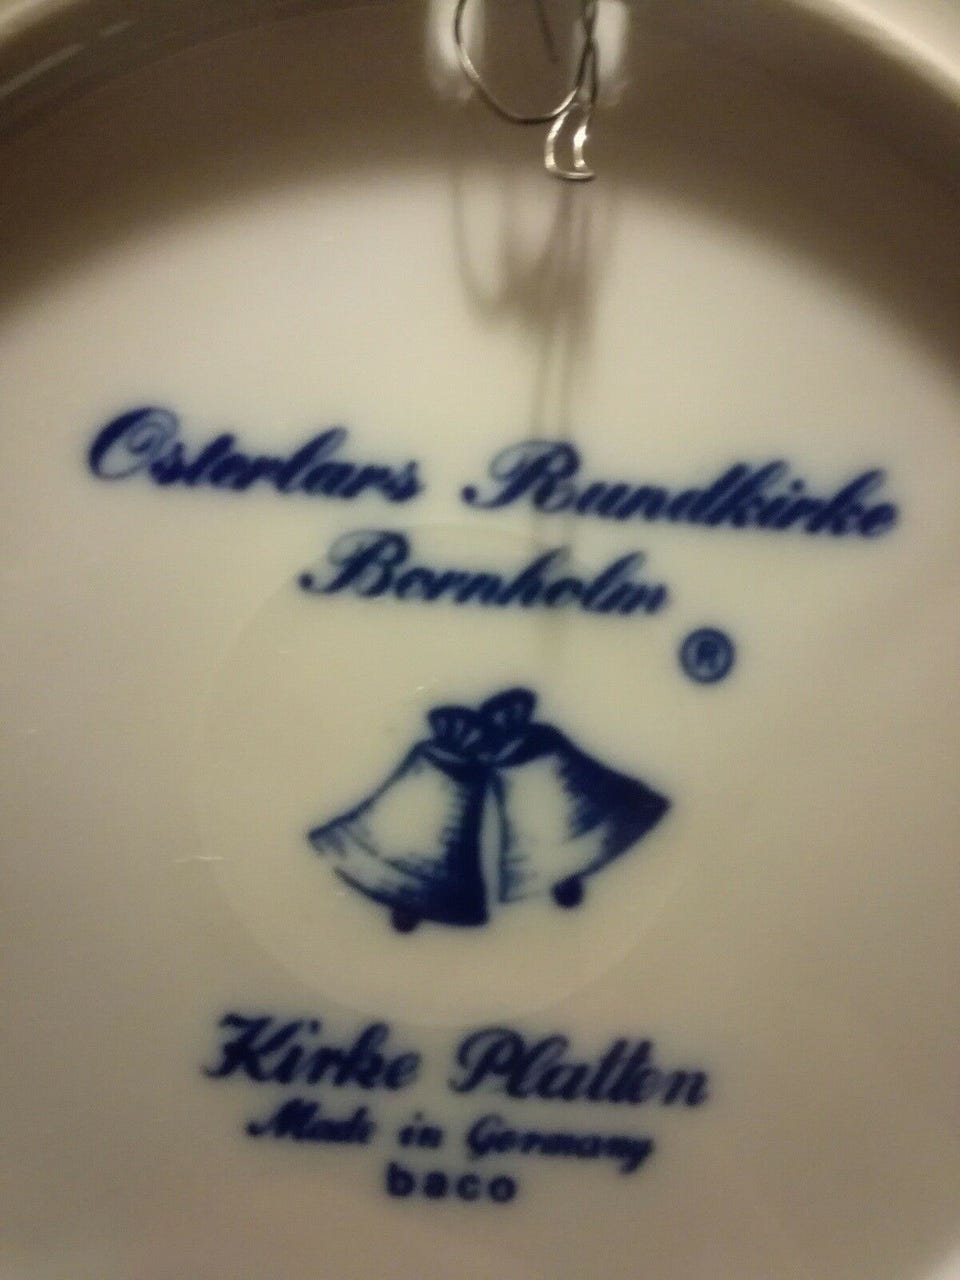 Osterlars Rundkirke
Bornholm
®
Kirke Platten
Made in Germany
baco